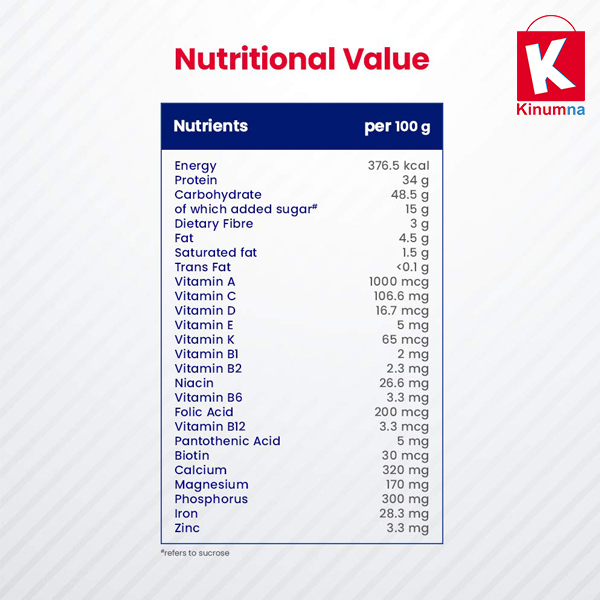 K
Kinumna
Nutritional Value
Nutrients per 100 g
Energy 376.5 kcal
Protein 34 g
Carbohydrate 48.5 g
of which added sugar# 15 g
Dietary Fibre 3 g
Fat 4.5 g
Saturated fat 1.5 g
Trans Fat <0.1 g
Vitamin A 1000 mcg
Vitamin C 106.6 mg
Vitamin D 16.7 mcg
Vitamin E 5 mg
Vitamin K 65 mcg
Vitamin B1 2 mg
Vitamin B2 2.3 mg
Niacin 26.6 mg
Vitamin B6 3.3 mg
Folic Acid 200 mcg
Vitamin B12 3.3 mcg
Pantothenic Acid 5 mg
Biotin 30 mcg
Calcium 320 mg
Magnesium 170 mg
Phosphorus 300 mg
Iron 28.3 mg
Zinc 3.3 mg
#refers to sucrose